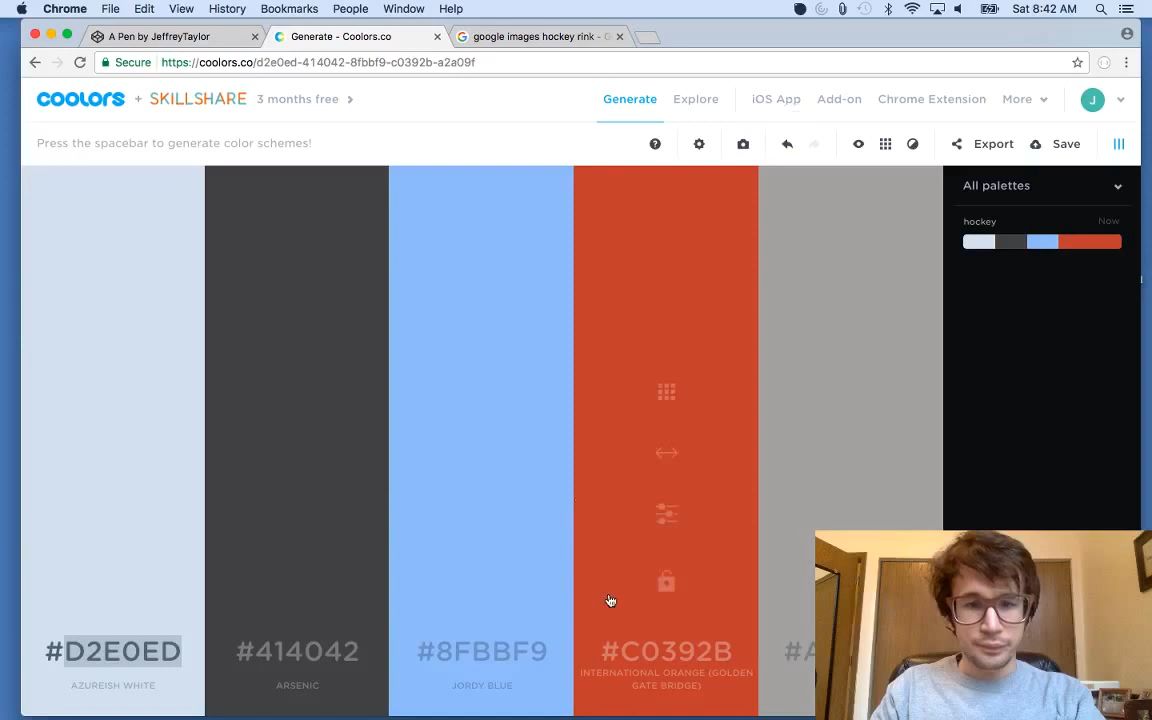 Chrome File Edit View History Bookmarks People Window Help Sat 8:42 AM
A Pen by JeffreyTaylor Generate - Coolors.co google images hockey rink - G
Secure https://coolors.co/d2e0ed-414042-8fbbf9-c0392b-a2a09f
COOLORS + SKILLSHARE 3 months free Generate Explore iOS App Add-on Chrome Extension More J
Press the spacebar to generate color schemes! ? Export Save
All palettes
hockey Now
#D2E0ED #414042 #8FBBF9 #C0392B #A
AZUREISH WHITE ARSENIC JORDY BLUE INTERNATIONAL ORANGE (GOLDEN
GATE BRIDGE)